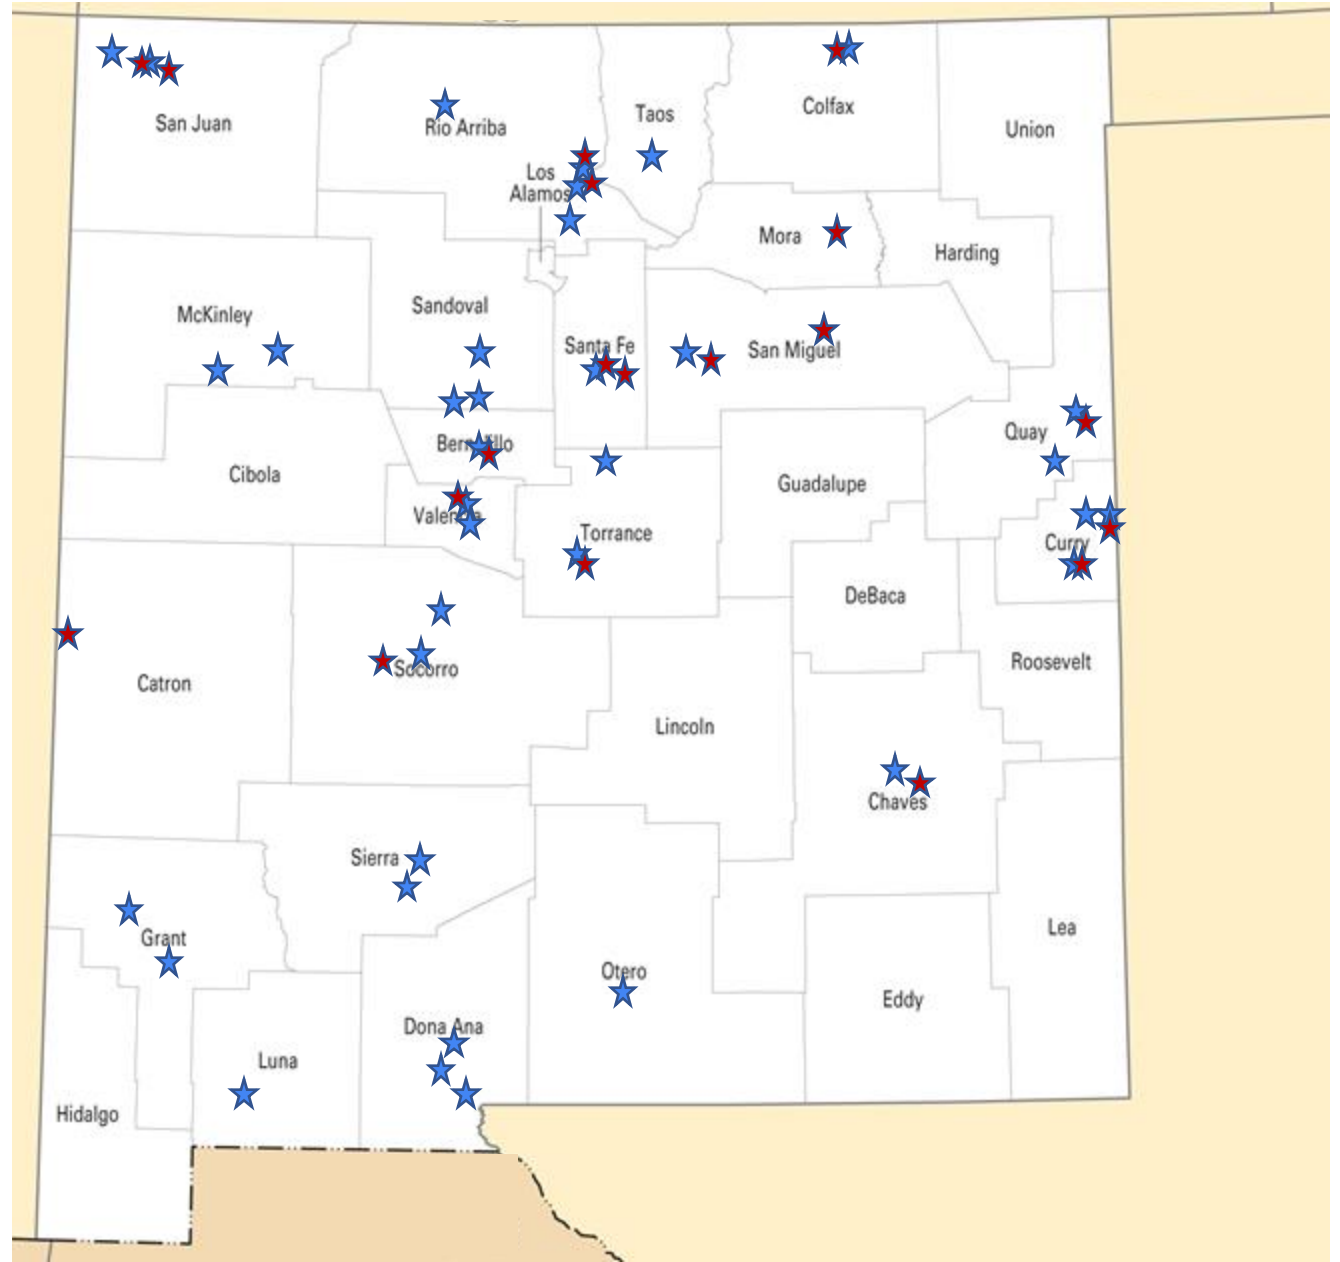 San Juan
Rio Arriba
Taos
Colfax
Union
Los
Alamos
Mora
Harding
McKinley
Sandoval
Santa Fe
San Miguel
Quay
Bernalillo
Cibola
Guadalupe
Valencia
Torrance
Curry
DeBaca
Catron
Socorro
Roosevelt
Lincoln
Chaves
Sierra
Grant
Lea
Otero
Eddy
Dona Ana
Luna
Hidalgo